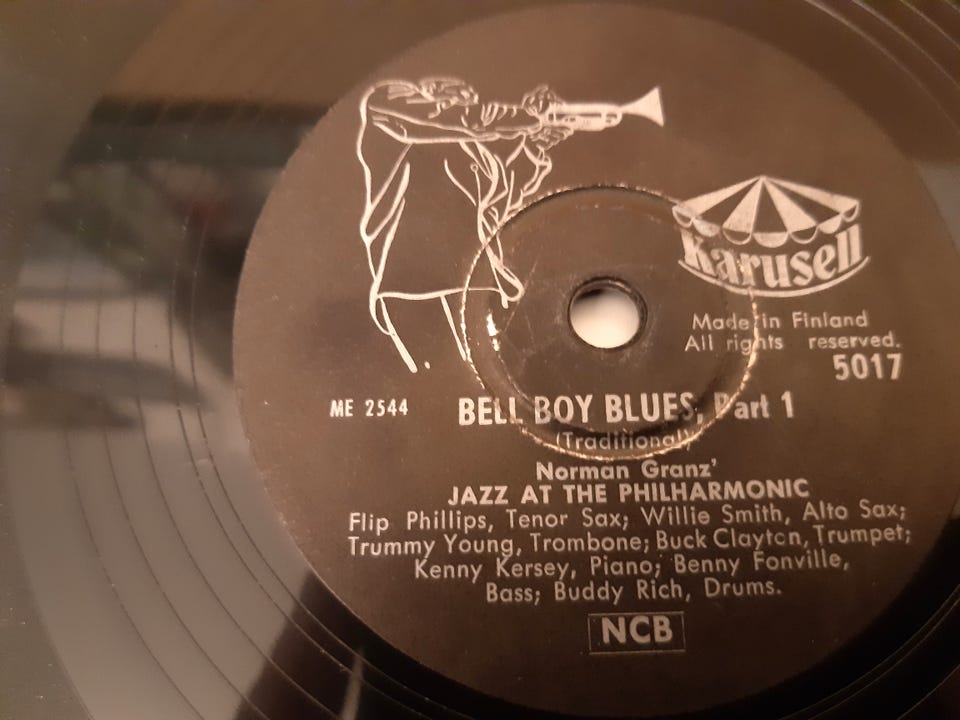 Karusell
Made in Finland
All rights reserved.
5017
ME 2544
BELL BOY BLUES, Part 1
(Traditional)
Norman Granz'
JAZZ AT THE PHILHARMONIC
Flip Phillips, Tenor Sax; Willie Smith, Alto Sax;
Trummy Young, Trombone; Buck Clayton, Trumpet;
Kenny Kersey, Piano; Benny Fonville,
Bass; Buddy Rich, Drums.
NCB